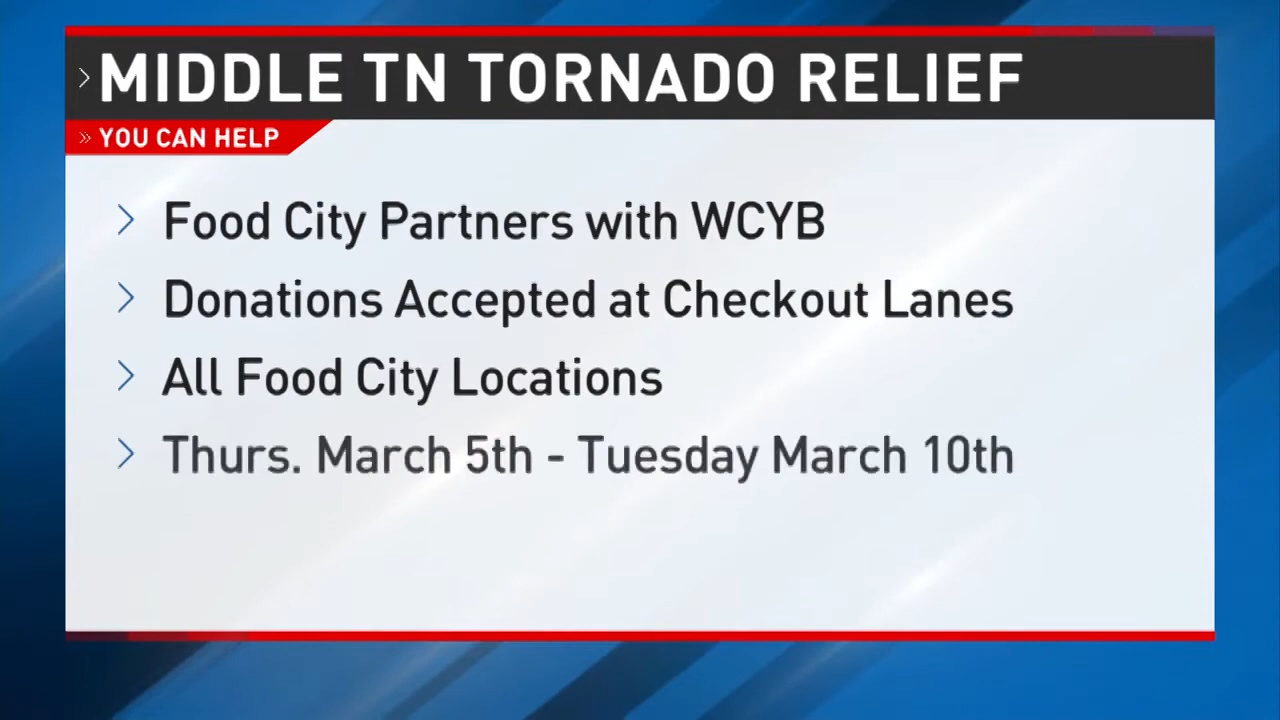 MIDDLE TN TORNADO RELIEF
YOU CAN HELP
Food City Partners with WCYB
Donations Accepted at Checkout Lanes
All Food City Locations
Thurs. March 5th - Tuesday March 10th